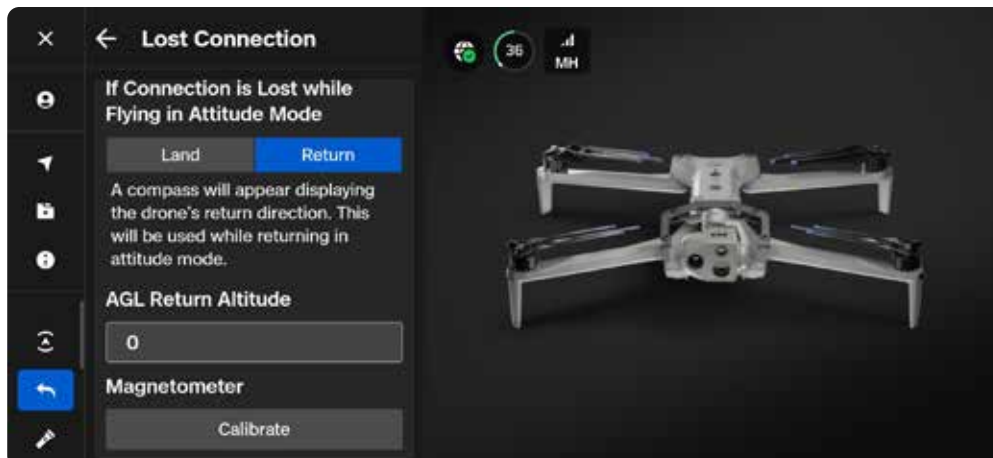 Lost Connection
36
MH
If Connection is Lost while
Flying in Attitude Mode
Land
Return
A compass will appear displaying
the drone's return direction. This
will be used while returning in
attitude mode.
AGL Return Altitude
0
Magnetometer
Calibrate